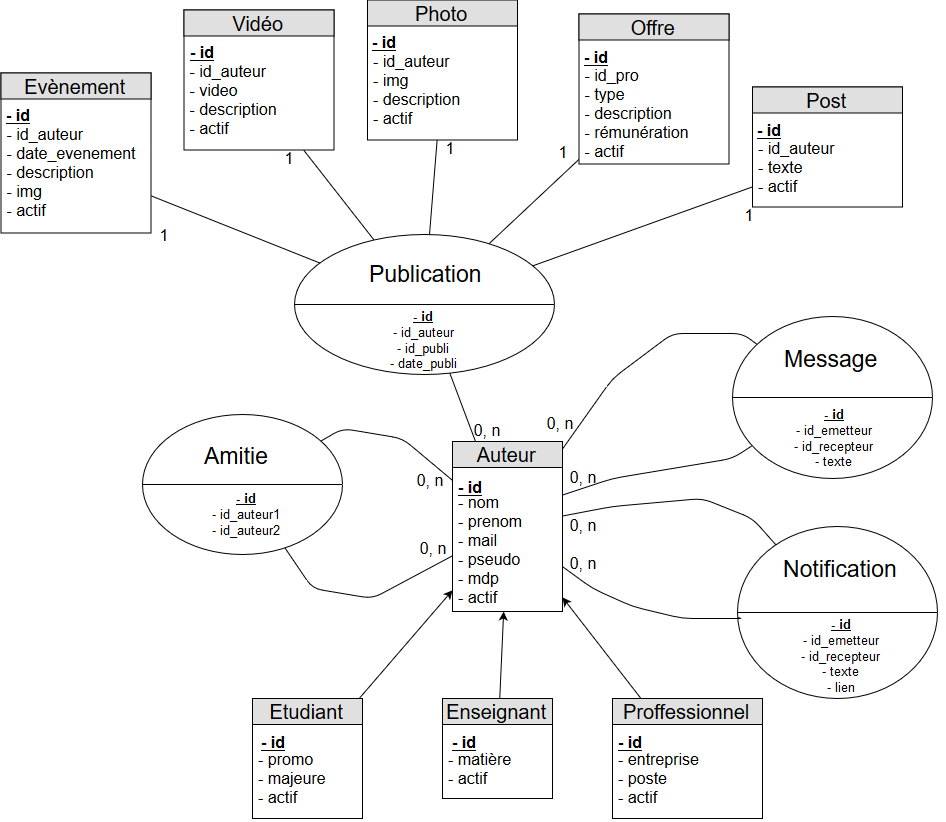 Evènement
- id
- id_auteur
- date_evenement
- description
- img
- actif
1
Vidéo
- id
- id_auteur
- video
- description
- actif
1
Photo
- id
- id_auteur
- img
- description
- actif
1
Offre
- id
- id_pro
- type
- description
- rémunération
- actif
1
Post
- id
- id_auteur
- texte
- actif
1
Publication
- id
- id_auteur
- id_publi
- date_publi
0, n
Message
- id
- id_emetteur
- id_recepteur
- texte
0, n
0, n
Amitie
- id
- id_auteur1
- id_auteur2
0, n
0, n
Auteur
- id
- nom
- prenom
- mail
- pseudo
- mdp
- actif
0, n
0, n
Notification
- id
- id_emetteur
- id_recepteur
- texte
- lien
Etudiant
- id
- promo
- majeure
- actif
Enseignant
- id
- matière
- actif
Proffessionnel
- id
- entreprise
- poste
- actif